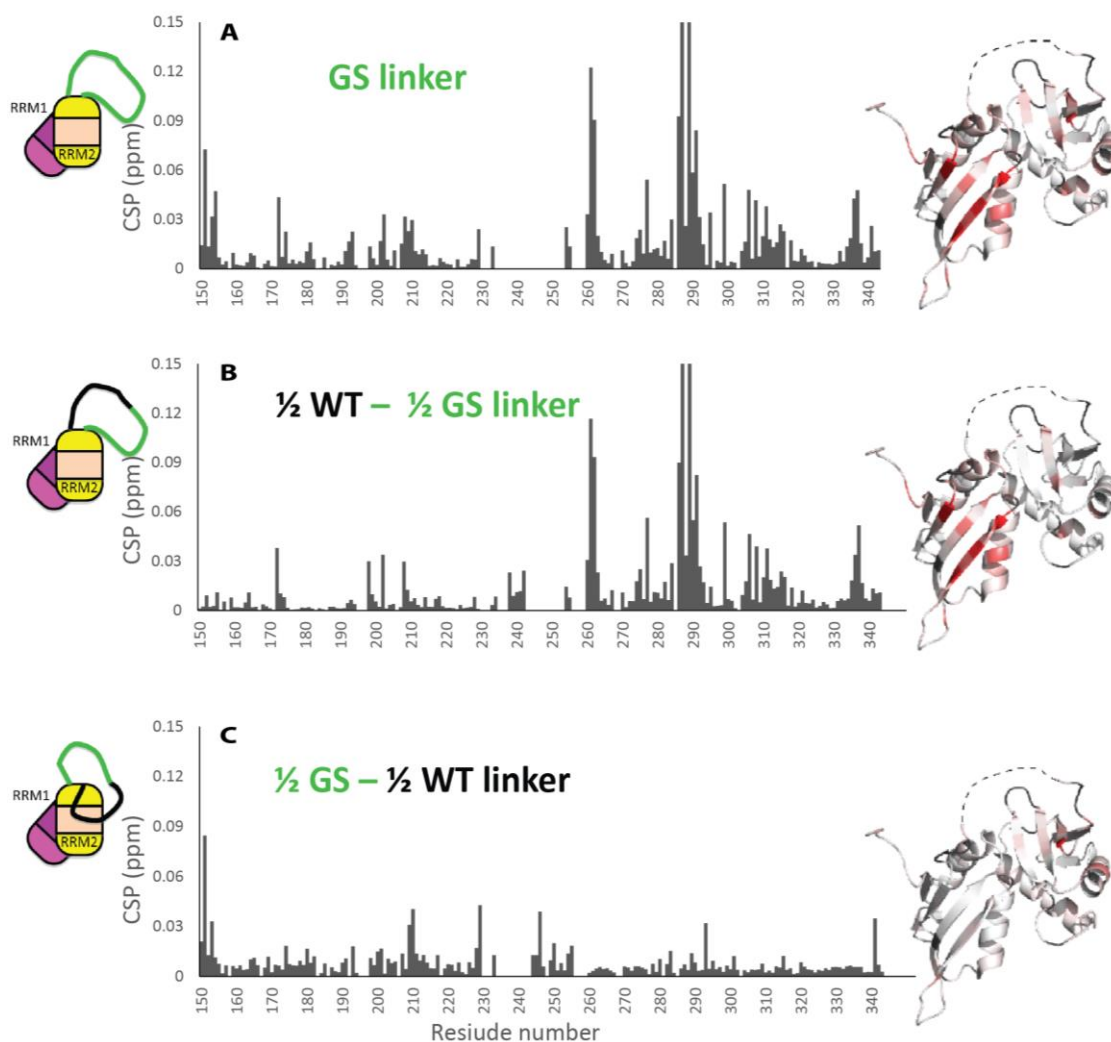 A
GS linker
RRM1
RRM2
CSP (ppm)
0.15
0.12
0.09
0.06
0.03
0
150 160 170 180 190 200 210 220 230 240 250 260 270 280 290 300 310 320 330 340
B
½ WT – ½ GS linker
RRM1
RRM2
CSP (ppm)
0.15
0.12
0.09
0.06
0.03
0
150 160 170 180 190 200 210 220 230 240 250 260 270 280 290 300 310 320 330 340
C
½ GS – ½ WT linker
RRM1
RRM2
CSP (ppm)
0.15
0.12
0.09
0.06
0.03
0
150 160 170 180 190 200 210 220 230 240 250 260 270 280 290 300 310 320 330 340
Resiude number